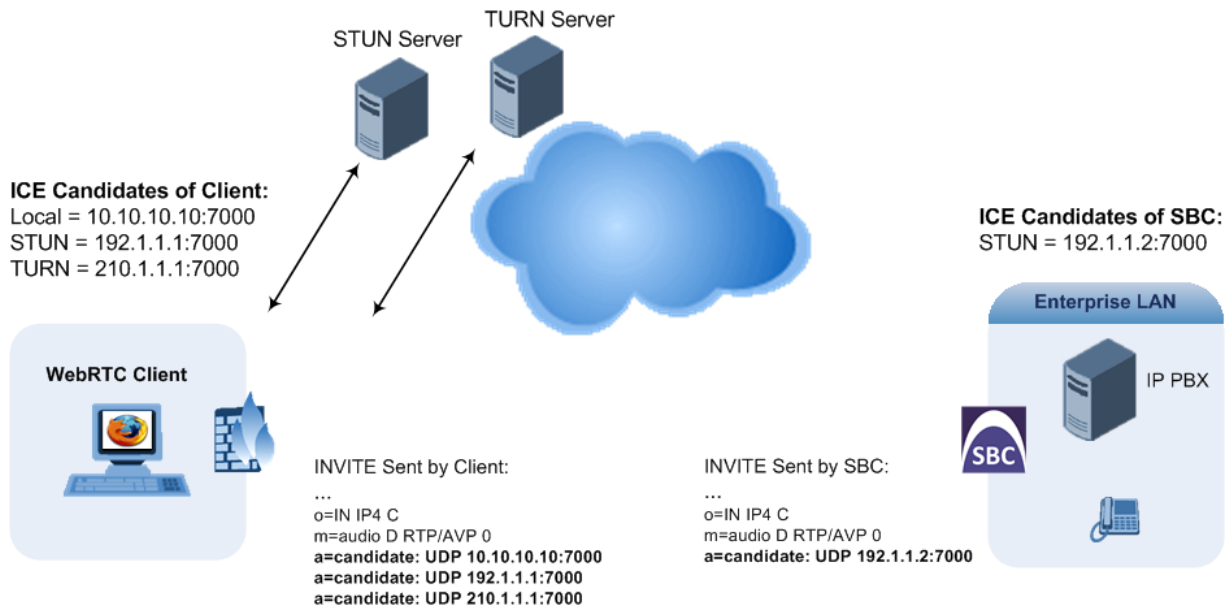 STUN Server
TURN Server
ICE Candidates of Client:
Local = 10.10.10.10:7000
STUN = 192.1.1.1:7000
TURN = 210.1.1.1:7000
ICE Candidates of SBC:
STUN = 192.1.1.2:7000
WebRTC Client
Enterprise LAN
IP PBX
SBC
INVITE Sent by Client:
...
o=IN IP4 C
m=audio D RTP/AVP 0
a=candidate: UDP 10.10.10.10:7000
a=candidate: UDP 192.1.1.1:7000
a=candidate: UDP 210.1.1.1:7000
INVITE Sent by SBC:
...
o=IN IP4 C
m=audio D RTP/AVP 0
a=candidate: UDP 192.1.1.2:7000